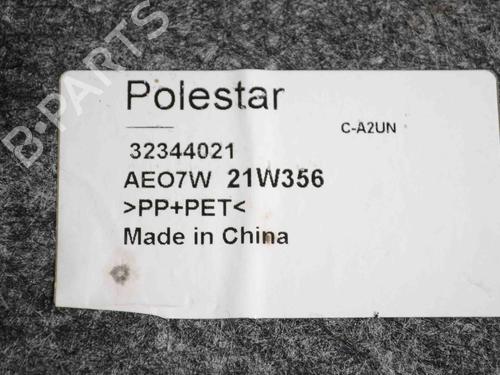 B-PARTS
Polestar
C-A2UN
32344021
AEO7W 21W356
>PP+PET<
Made in China